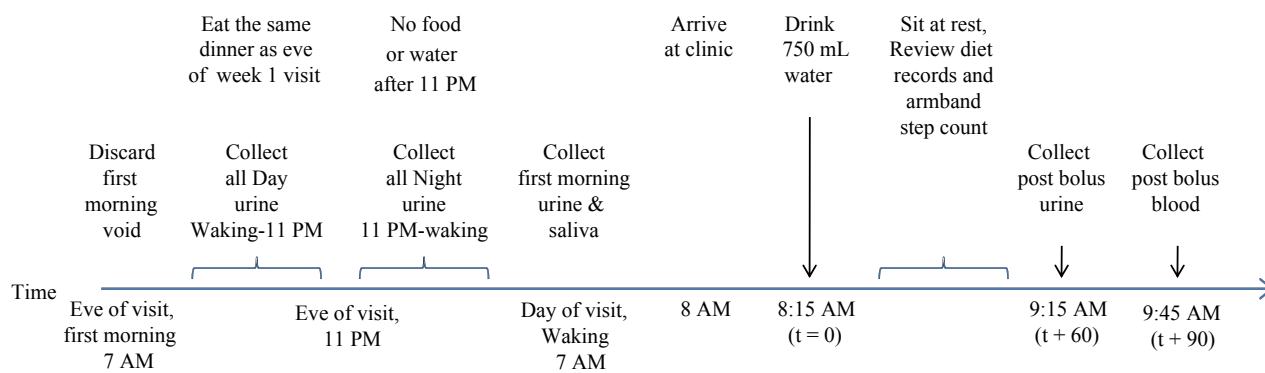 Eat the same
dinner as eve
of week 1 visit
No food
or water
after 11 PM
Arrive
at clinic
Drink
750 mL
water
Sit at rest,
Review diet
records and
armband
step count
Discard
first
morning
void
Collect
all Day
urine
Waking-11 PM
Collect
all Night
urine
11 PM-waking
Collect
first morning
urine &
saliva
Collect
post bolus
urine
Collect
post bolus
blood
Time
Eve of visit,
first morning
7 AM
Eve of visit,
11 PM
Day of visit,
Waking
7 AM
8 AM
8:15 AM
(t = 0)
9:15 AM
(t + 60)
9:45 AM
(t + 90)